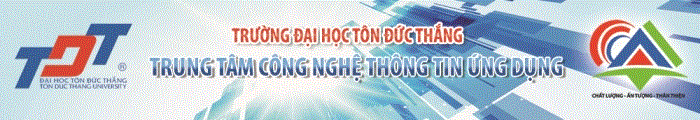 TRƯỜNG ĐẠI HỌC TÔN ĐỨC THẮNG
TRUNG TÂM CÔNG NGHỆ THÔNG TIN ỨNG DỤNG
TDT
®
ĐẠI HỌC TÔN ĐỨC THẮNG
TON DUC THANG UNIVERSITY
CHẤT LƯỢNG - ẤN TƯỢNG - THÂN THIỆN